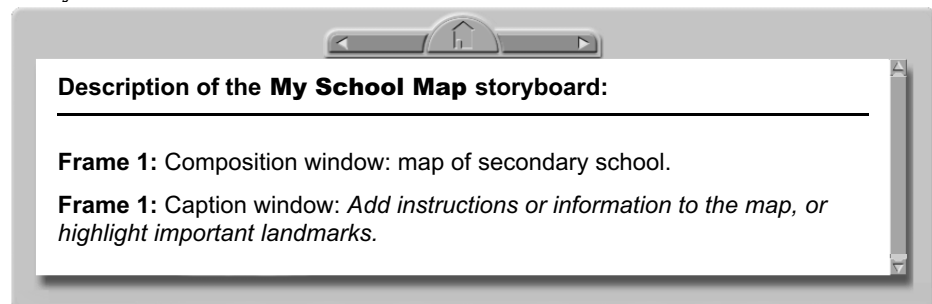 Description of the My School Map storyboard:
Frame 1: Composition window: map of secondary school.
Frame 1: Caption window: Add instructions or information to the map, or
highlight important landmarks.